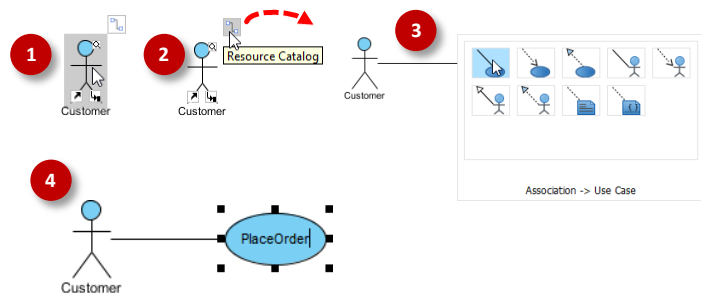 1
Customer
2
Resource Catalog
Customer
3
Customer
Association -> Use Case
4
Customer
PlaceOrder